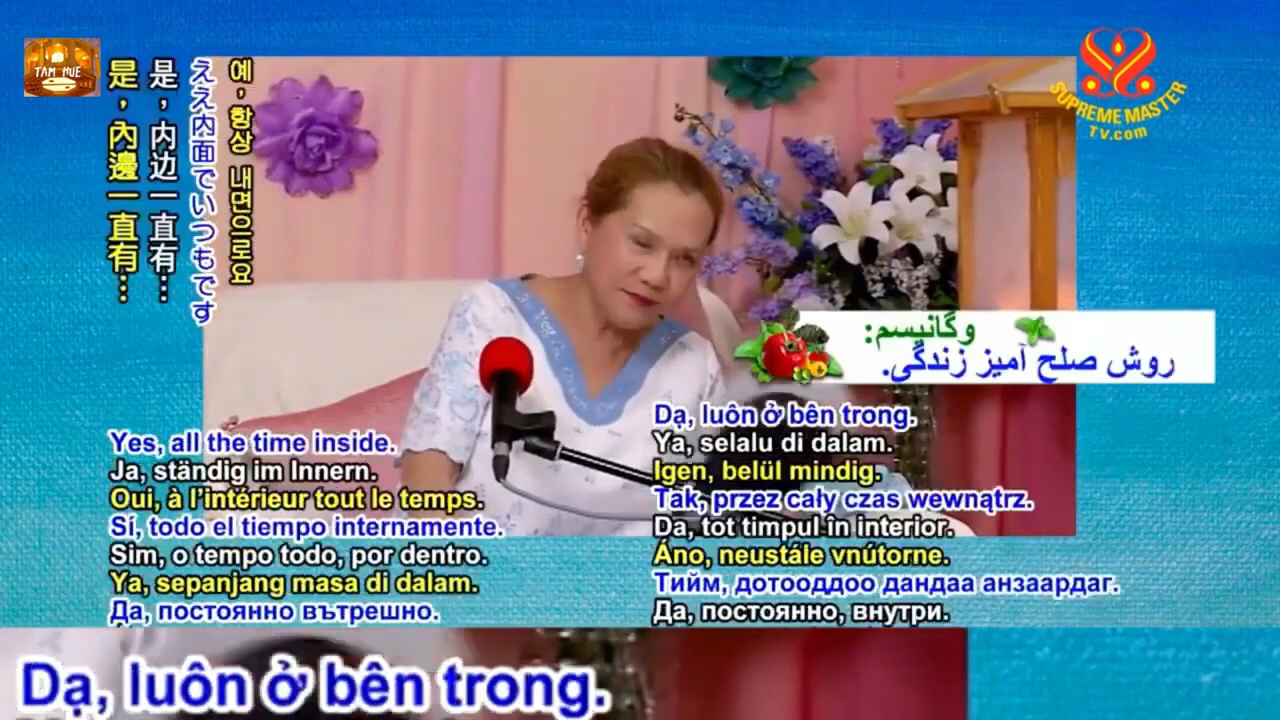 TAM HUE
是，內邊一直有…
是，内边一直有…
ええ内面でいつもです
예, 항상 내면으로요
SUPREME MASTER
TV.com
وگانیسم:
روش صلح آمیز زندگی.
Yes, all the time inside.
Ja, ständig im Innern.
Oui, à l'intérieur tout le temps.
Sí, todo el tiempo internamente.
Sim, o tempo todo, por dentro.
Ya, sepanjang masa di dalam.
Да, постоянно вътрешно.
Dạ, luôn ở bên trong.
Ya, selalu di dalam.
Igen, belül mindig.
Tak, przez cały czas wewnątrz.
Da, tot timpul în interior.
Áno, neustále vnútorne.
Тийм, дотооддоо дандаа анзаардаг.
Да, постоянно, внутри.
Dạ, luôn ở bên trong.